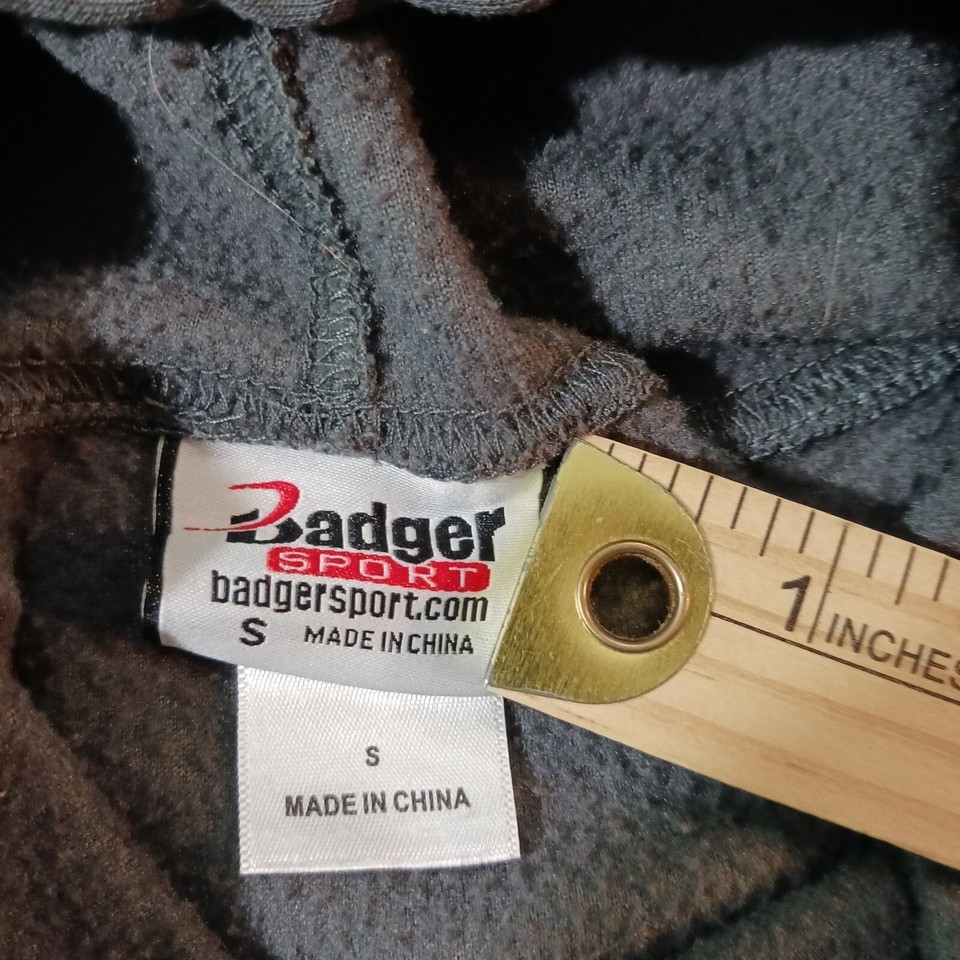 Badger
SPORT
badgersport.com
S MADE IN CHINA
S
MADE IN CHINA
1 INCHES